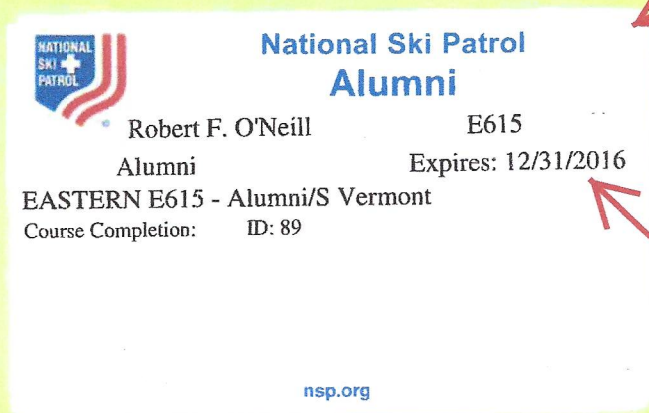 NATIONAL
SKI
PATROL
National Ski Patrol
Alumni
Robert F. O'Neill E615
Alumni Expires: 12/31/2016
EASTERN E615 - Alumni/S Vermont
Course Completion: ID: 89
nsp.org